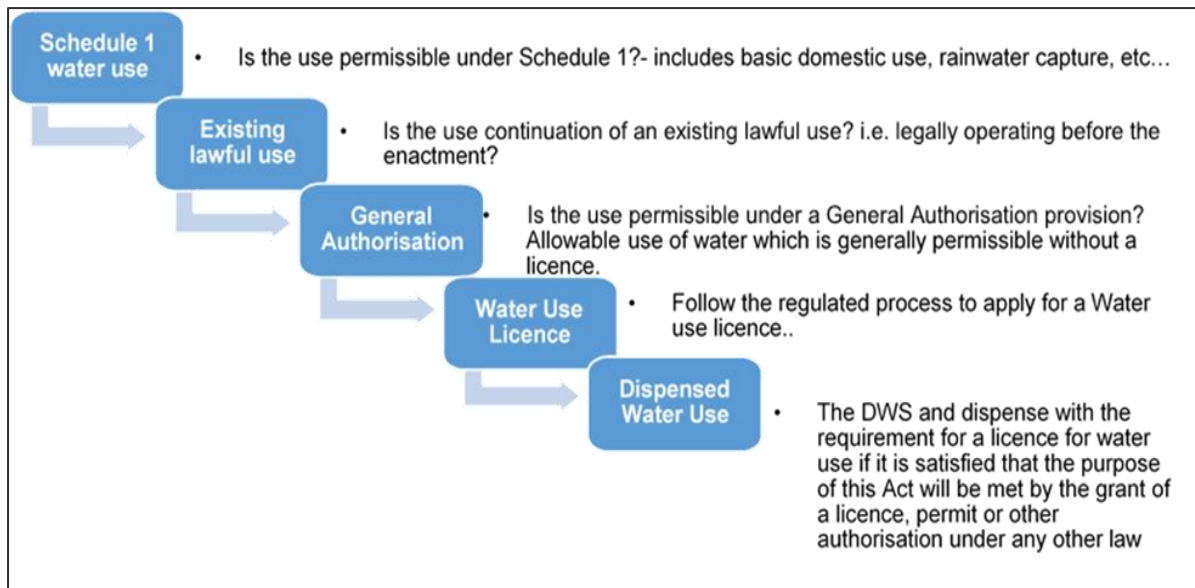 Schedule 1
water use
• Is the use permissible under Schedule 1?- includes basic domestic use, rainwater capture, etc…
Existing
lawful use
• Is the use continuation of an existing lawful use? i.e. legally operating before the
enactment?
General
Authorisation
• Is the use permissible under a General Authorisation provision?
Allowable use of water which is generally permissible without a
licence.
Water Use
Licence
• Follow the regulated process to apply for a Water
use licence..
Dispensed
Water Use
• The DWS and dispense with the
requirement for a licence for water
use if it is satisfied that the purpose
of this Act will be met by the grant of
a licence, permit or other
authorisation under any other law